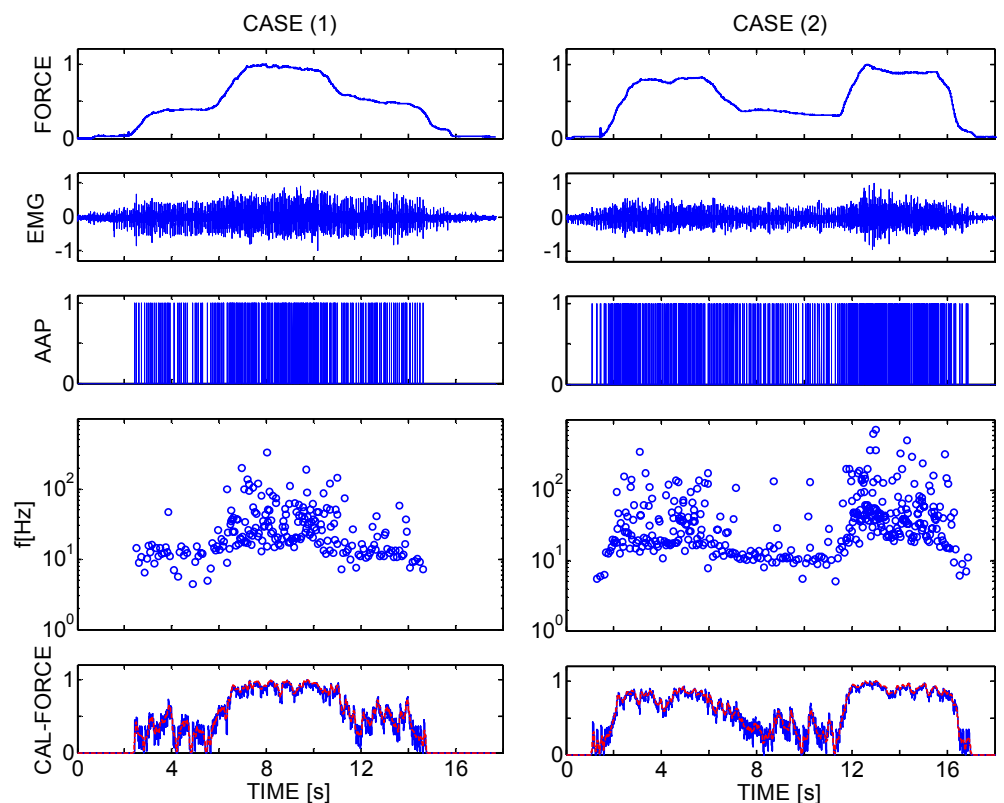 CASE (1)
CASE (2)
FORCE
1
0
1
0
EMG
1
0
-1
1
0
-1
AAP
1
0
1
0
f[Hz]
10^2
10^1
10^0
10^2
10^1
10^0
CAL-FORCE
1
0
1
0
0 4 8 12 16
0 4 8 12 16
TIME [s]
TIME [s]